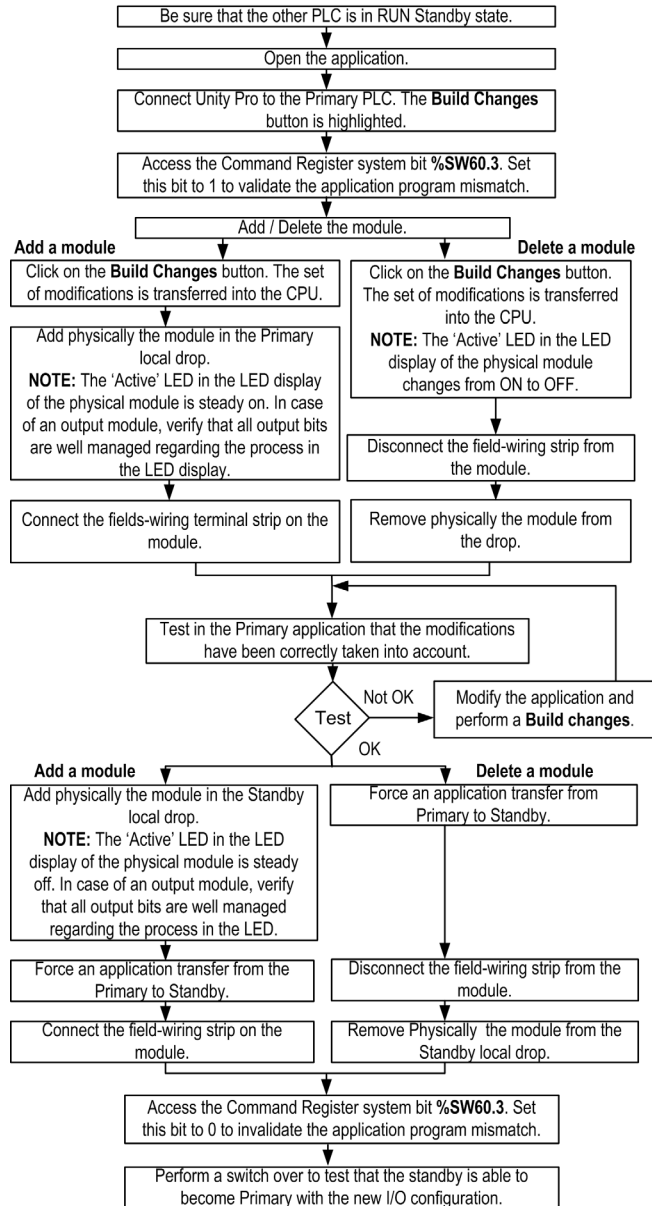 Be sure that the other PLC is in RUN Standby state.
Open the application.
Connect Unity Pro to the Primary PLC. The Build Changes
button is highlighted.
Access the Command Register system bit %SW60.3. Set
this bit to 1 to validate the application program mismatch.
Add / Delete the module.
Add a module
Click on the Build Changes button. The set
of modifications is transferred into the CPU.
Add physically the module in the Primary
local drop.
NOTE: The ‘Active’ LED in the LED display
of the physical module is steady on. In case
of an output module, verify that all output bits
are well managed regarding the process in
the LED display.
Connect the fields-wiring terminal strip on the
module.
Delete a module
Click on the Build Changes button.
The set of modifications is transferred
into the CPU.
NOTE: The ‘Active’ LED in the LED
display of the physical module
changes from ON to OFF.
Disconnect the field-wiring strip from
the module.
Remove physically the module from
the drop.
Test in the Primary application that the modifications
have been correctly taken into account.
Test
Not OK
Modify the application and
perform a Build changes.
OK
Add a module
Add physically the module in the Standby
local drop.
NOTE: The ‘Active’ LED in the LED
display of the physical module is steady
off. In case of an output module, verify
that all output bits are well managed
regarding the process in the LED.
Force an application transfer from the
Primary to Standby.
Connect the field-wiring strip on the
module.
Delete a module
Force an application transfer from
Primary to Standby.
Disconnect the field-wiring strip from the
module.
Remove Physically the module from the
Standby local drop.
Access the Command Register system bit %SW60.3. Set
this bit to 0 to invalidate the application program mismatch.
Perform a switch over to test that the standby is able to
become Primary with the new I/O configuration.